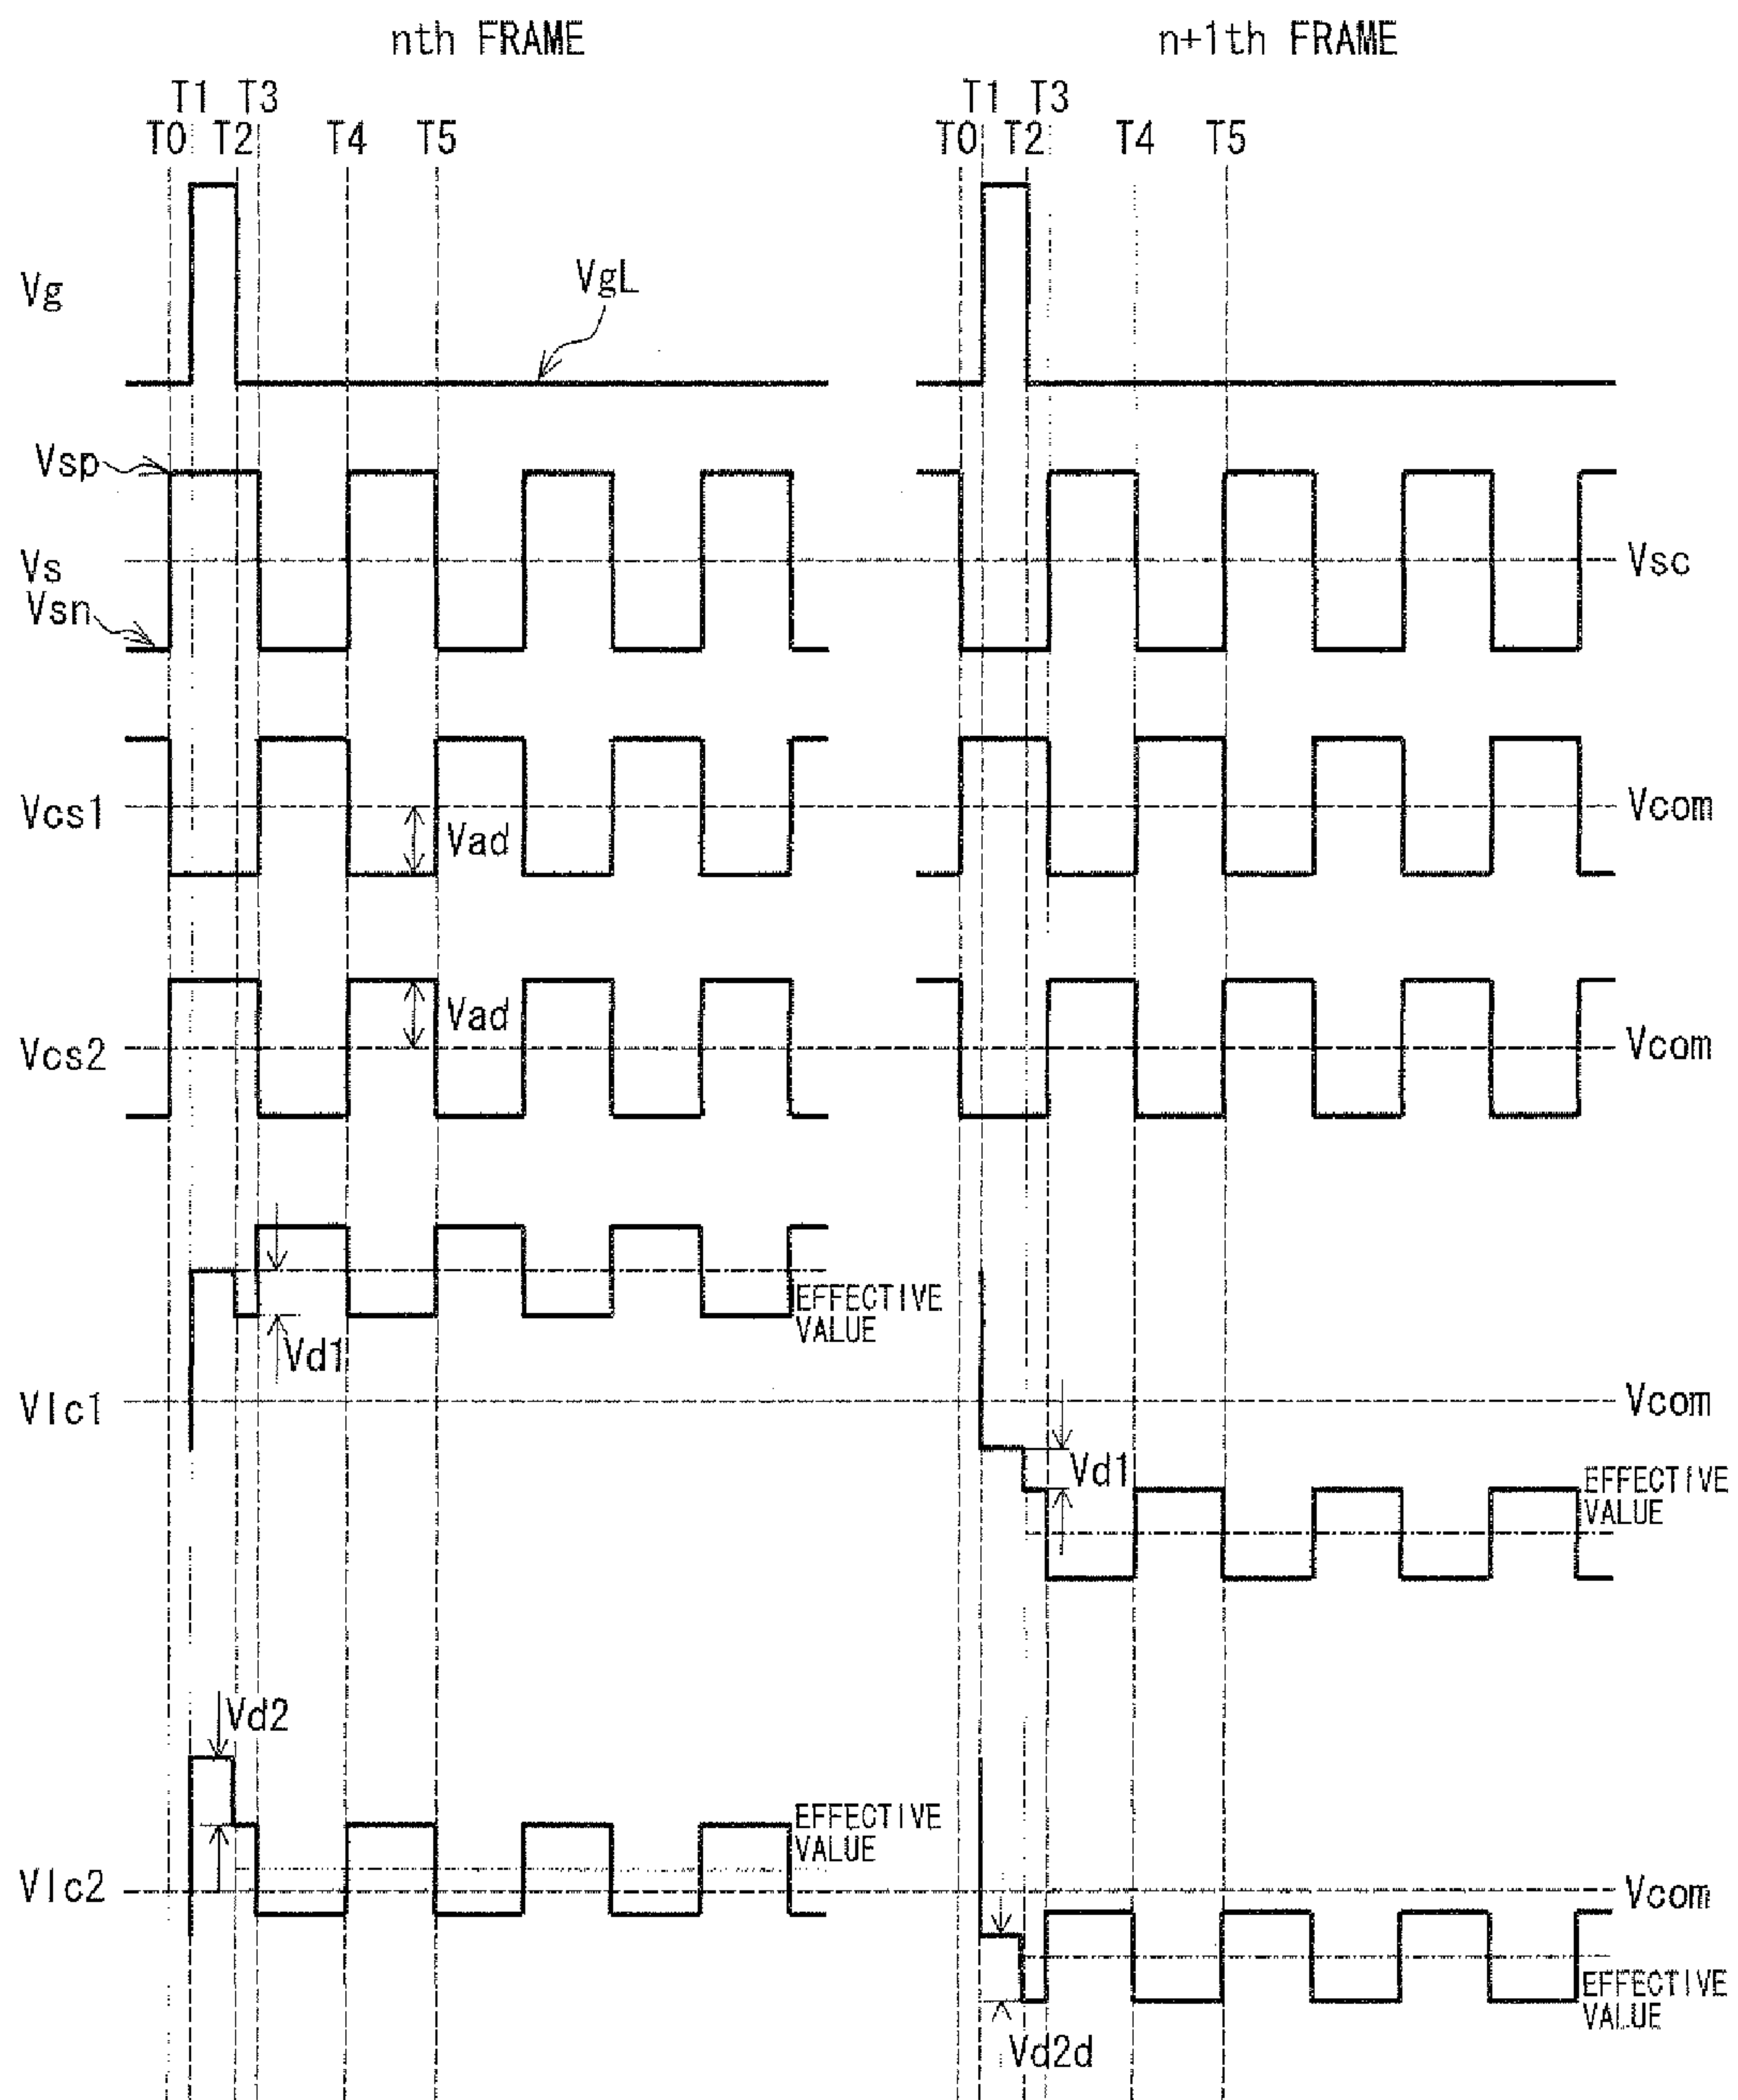 nth FRAME
n+1th FRAME
T1 T3
T0 T2 T4 T5
T1 T3
T0 T2 T4 T5
Vg
VgL
Vsp
Vs
Vsn
Vsc
Vcs1
Vad
Vcom
Vad
Vcs2
Vcom
EFFECTIVE
VALUE
Vd1
Vlc1
Vcom
Vd1
EFFECTIVE
VALUE
Vd2
EFFECTIVE
VALUE
Vlc2
Vcom
EFFECTIVE
VALUE
Vd2d